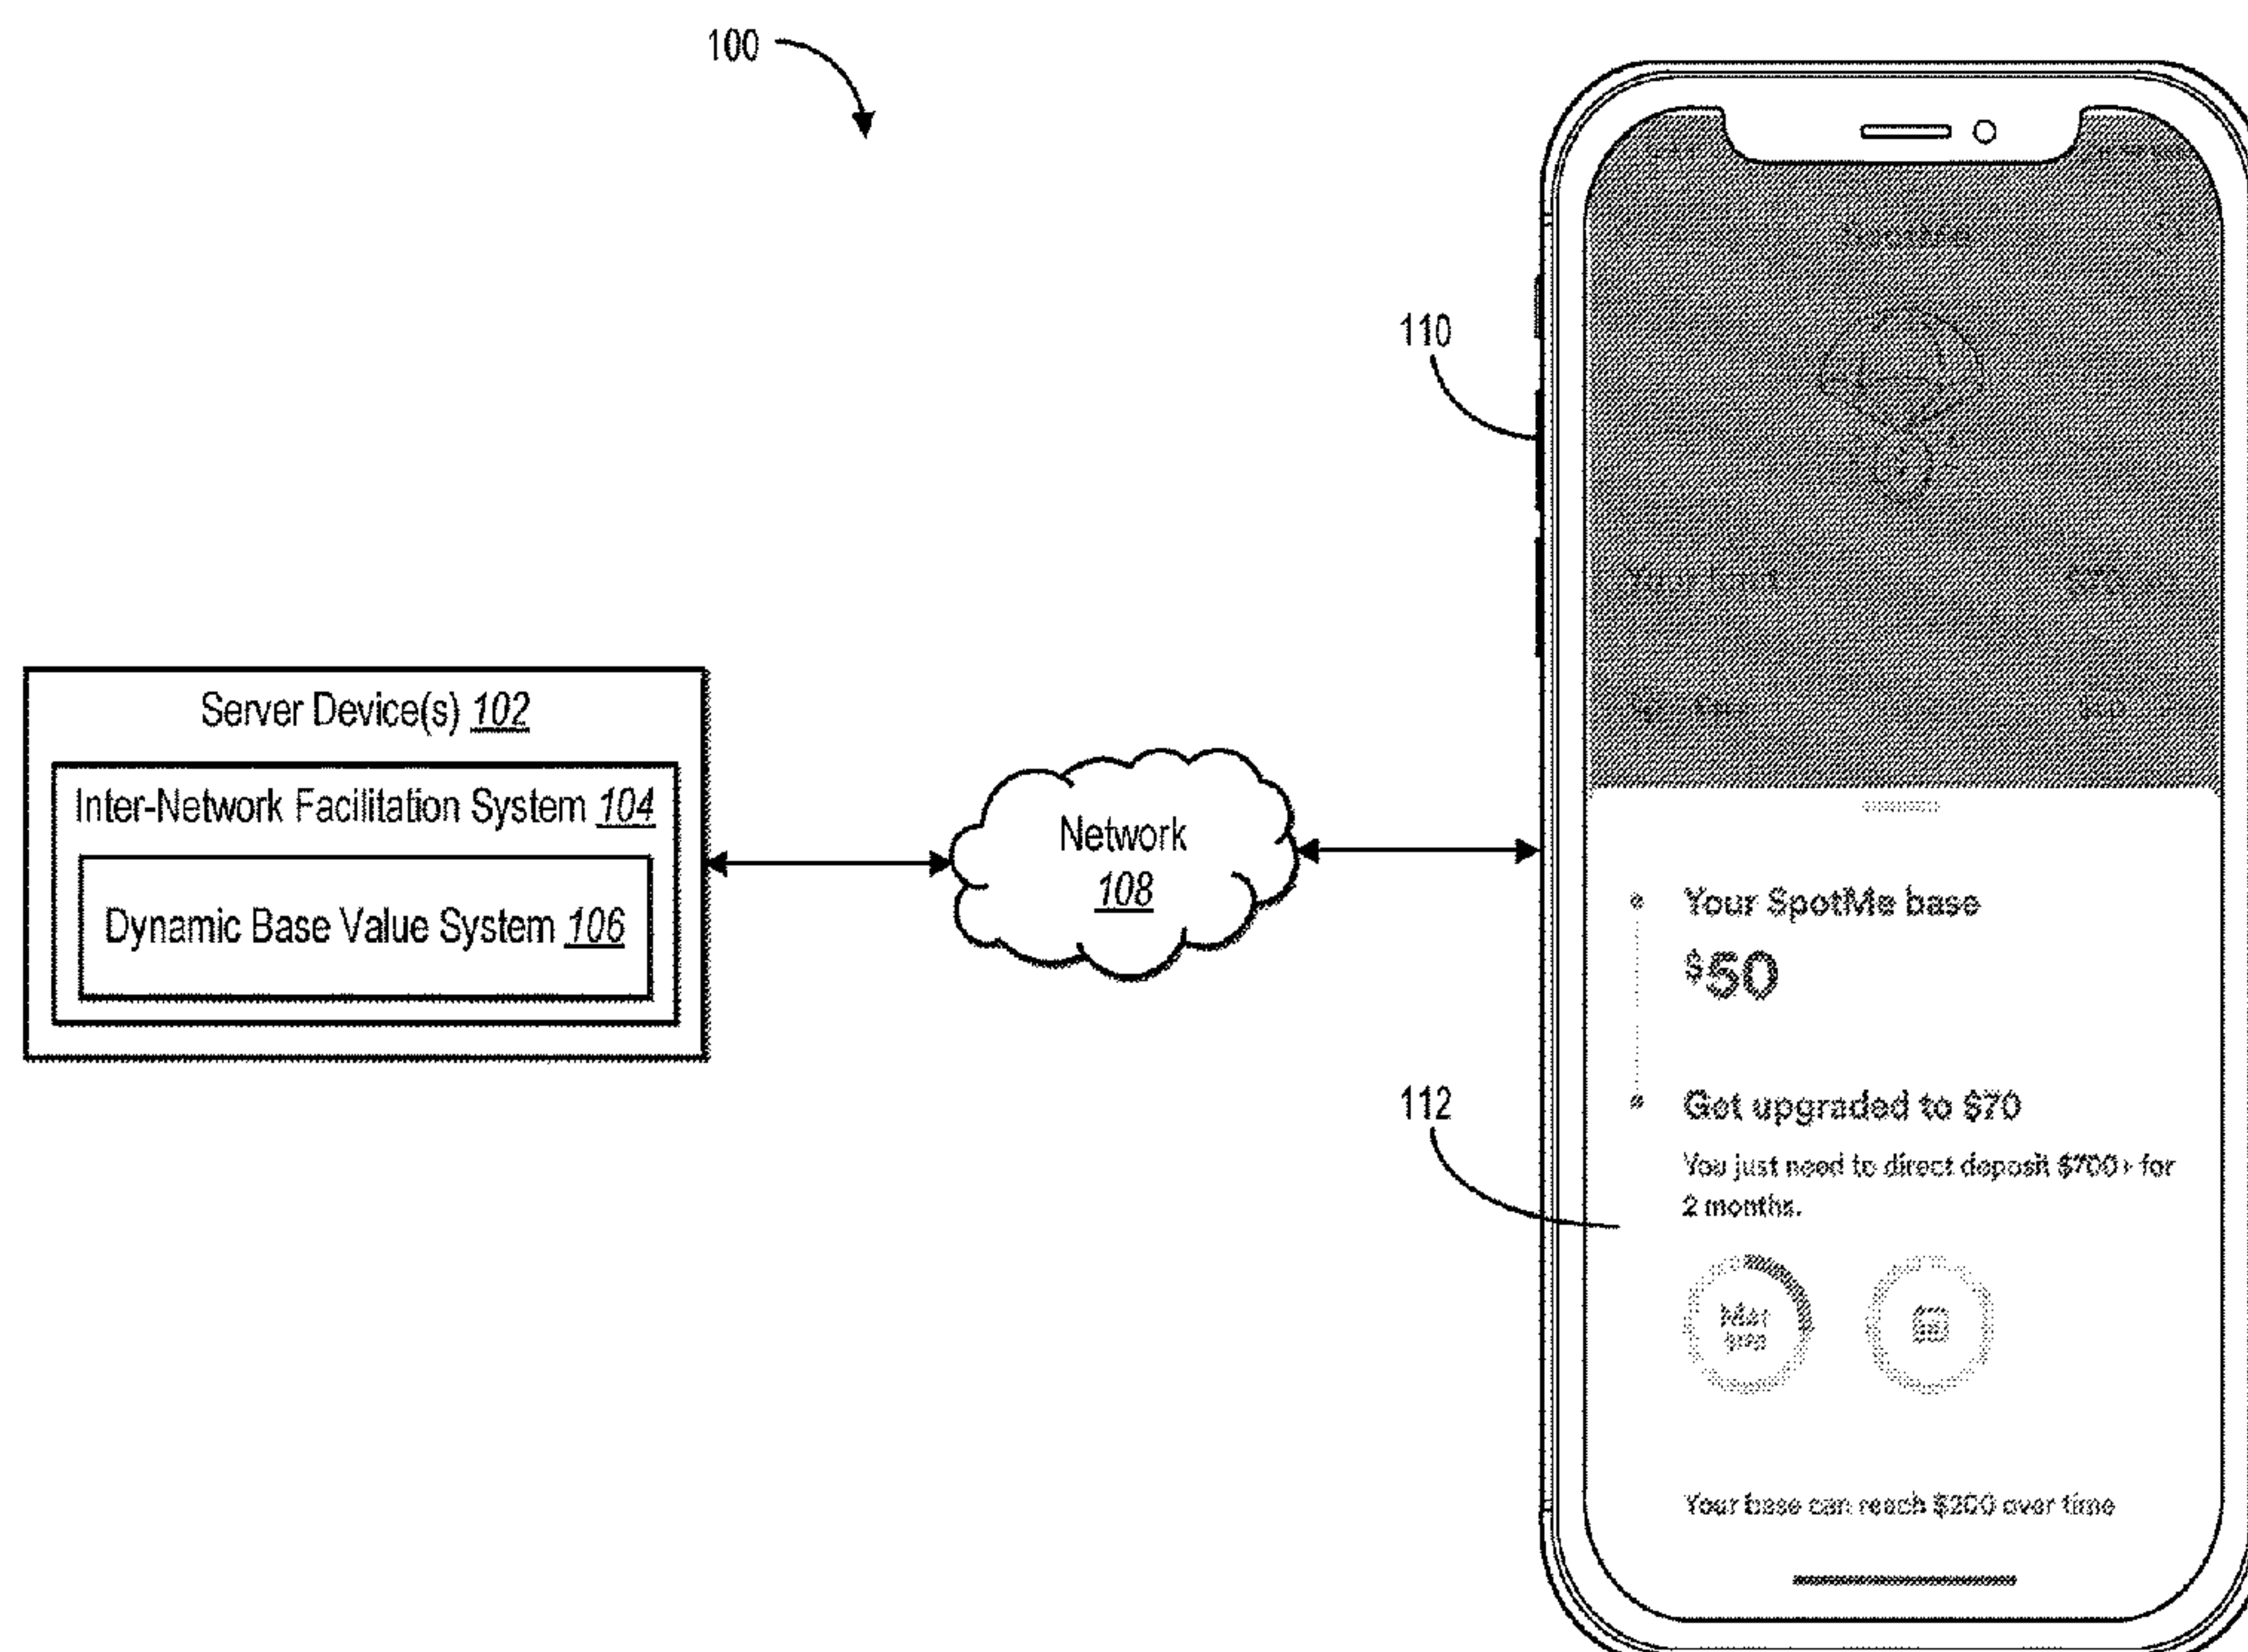 100
110
Server Device(s) 102
Inter-Network Facilitation System 104
Dynamic Base Value System 106
Network
108
Your SpotMe base
$50
112
Get upgraded to $70
You just need to direct deposit $700+ for
2 months.
Mar
Your base can reach $200 over time